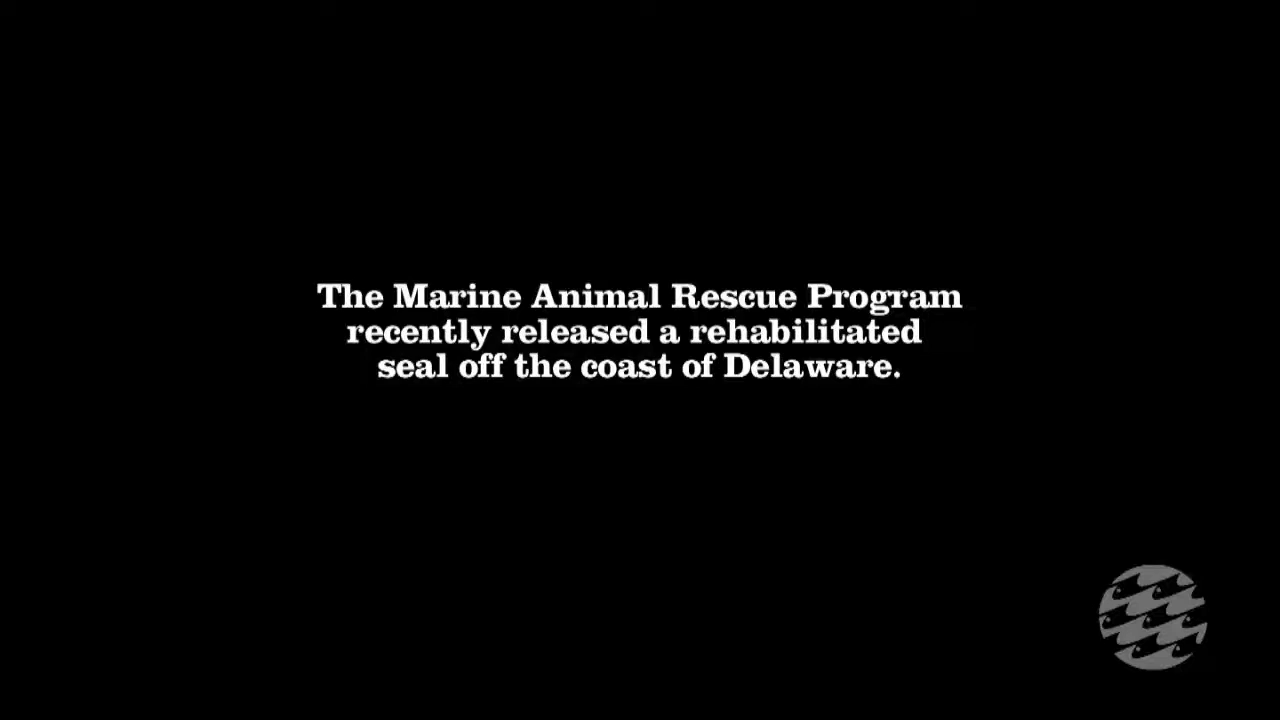 The Marine Animal Rescue Program
recently released a rehabilitated
seal off the coast of Delaware.